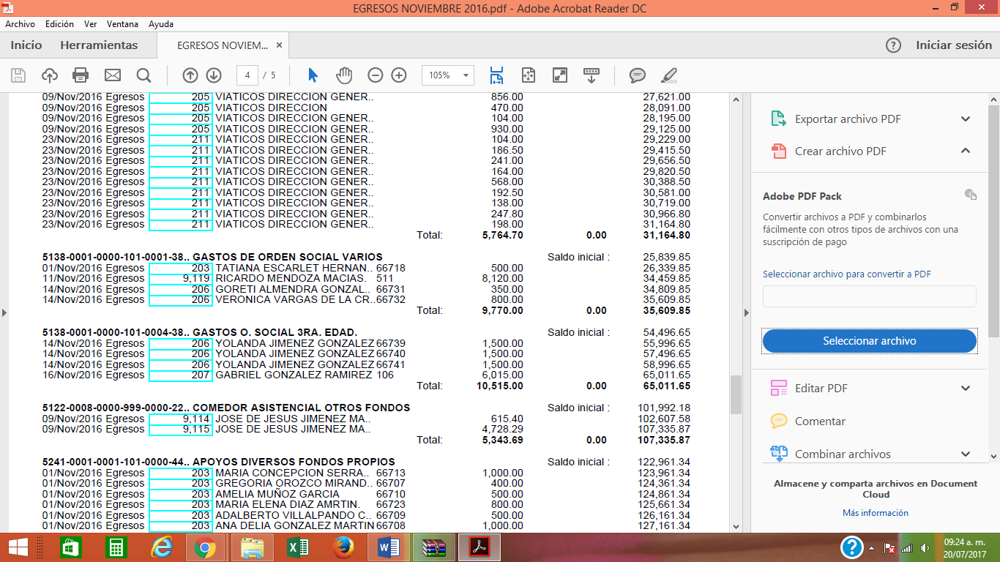 EGRESOS NOVIEMBRE 2016.pdf - Adobe Acrobat Reader DC
Archivo Edición Ver Ventana Ayuda
Inicio Herramientas EGRESOS NOVIEM... × Iniciar sesión
4 / 5 105%
09/Nov/2016 Egresos 205 VIATICOS DIRECCION GENER.. 856.00 27,621.00
09/Nov/2016 Egresos 205 VIATICOS DIRECCION 470.00 28,091.00
09/Nov/2016 Egresos 205 VIATICOS DIRECCION GENER.. 104.00 28,195.00
09/Nov/2016 Egresos 205 VIATICOS DIRECCION GENER.. 930.00 29,125.00
23/Nov/2016 Egresos 211 VIATICOS DIRECCION GENER.. 104.00 29,229.00
23/Nov/2016 Egresos 211 VIATICOS DIRECCION GENER.. 186.50 29,415.50
23/Nov/2016 Egresos 211 VIATICOS DIRECCION GENER.. 241.00 29,656.50
23/Nov/2016 Egresos 211 VIATICOS DIRECCION GENER.. 164.00 29,820.50
23/Nov/2016 Egresos 211 VIATICOS DIRECCION GENER.. 568.00 30,388.50
23/Nov/2016 Egresos 211 VIATICOS DIRECCION GENER.. 192.50 30,581.00
23/Nov/2016 Egresos 211 VIATICOS DIRECCION GENER.. 138.00 30,719.00
23/Nov/2016 Egresos 211 VIATICOS DIRECCION GENER.. 247.80 30,966.80
23/Nov/2016 Egresos 211 VIATICOS DIRECCION GENER.. 198.00 31,164.80
Total: 5,764.70 0.00 31,164.80
5138-0001-0000-101-0001-38.. GASTOS DE ORDEN SOCIAL VARIOS Saldo inicial : 25,839.85
01/Nov/2016 Egresos 203 TATIANA ESCARLET HERNAN.. 66718 500.00 26,339.85
11/Nov/2016 Egresos 9,119 RICARDO MENDOZA MACIAS. 511 8,120.00 34,459.85
14/Nov/2016 Egresos 206 GORETI ALMENDRA GONZAL.. 66731 350.00 34,809.85
14/Nov/2016 Egresos 206 VERONICA VARGAS DE LA CR.. 66732 800.00 35,609.85
Total: 9,770.00 0.00 35,609.85
5138-0001-0000-101-0004-38.. GASTOS O. SOCIAL 3RA. EDAD. Saldo inicial : 54,496.65
14/Nov/2016 Egresos 206 YOLANDA JIMENEZ GONZALEZ 66739 1,500.00 55,996.65
14/Nov/2016 Egresos 206 YOLANDA JIMENEZ GONZALEZ 66740 1,500.00 57,496.65
14/Nov/2016 Egresos 206 YOLANDA JIMENEZ GONZALEZ 66741 1,500.00 58,996.65
16/Nov/2016 Egresos 207 GABRIEL GONZALEZ RAMIREZ 106 6,015.00 65,011.65
Total: 10,515.00 0.00 65,011.65
5122-0008-0000-999-0000-22.. COMEDOR ASISTENCIAL OTROS FONDOS Saldo inicial : 101,992.18
09/Nov/2016 Egresos 9,114 JOSE DE JESUS JIMENEZ MA.. 615.40 102,607.58
09/Nov/2016 Egresos 9,115 JOSE DE JESUS JIMENEZ MA.. 4,728.29 107,335.87
Total: 5,343.69 0.00 107,335.87
5241-0001-0001-101-0000-44.. APOYOS DIVERSOS FONDOS PROPIOS Saldo inicial : 122,961.34
01/Nov/2016 Egresos 203 MARIA CONCEPCION SERRA.. 66713 1,000.00 123,961.34
01/Nov/2016 Egresos 203 GREGORIA OROZCO MIRAND.. 66707 400.00 124,361.34
01/Nov/2016 Egresos 203 AMELIA MUÑOZ GARCIA 66710 500.00 124,861.34
01/Nov/2016 Egresos 203 MARIA ELENA DIAZ AMRTIN. 66723 800.00 125,661.34
01/Nov/2016 Egresos 203 ADALBERTO VILLALPANDO C.. 66709 500.00 126,161.34
01/Nov/2016 Egresos 203 ANA DELIA GONZALEZ MARTIN 66708 1,000.00 127,161.34
Exportar archivo PDF
Crear archivo PDF
Adobe PDF Pack
Convertir archivos a PDF y combinarlos
fácilmente con otros tipos de archivos con una
suscripción de pago
Seleccionar archivo para convertir a PDF
Seleccionar archivo
Editar PDF
Comentar
Combinar archivos
Almacene y comparta archivos en Document
Cloud
Más información
09:24 a. m.
20/07/2017